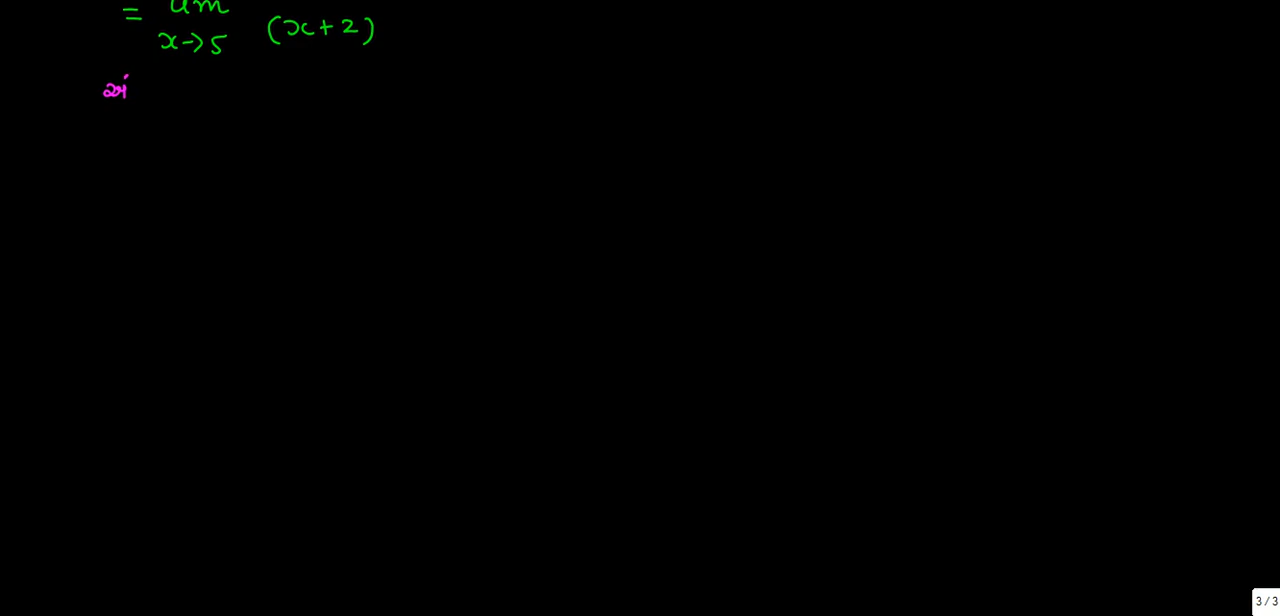 = lim (x+2)
x→5
3/3